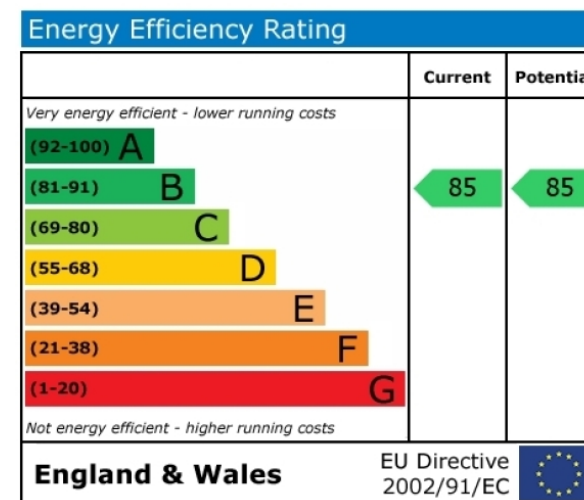 Energy Efficiency Rating
Current Potentia
Very energy efficient - lower running costs
(92-100) A
(81-91) B 85 85
(69-80) C
(55-68) D
(39-54) E
(21-38) F
(1-20) G
Not energy efficient - higher running costs
England & Wales
EU Directive
2002/91/EC